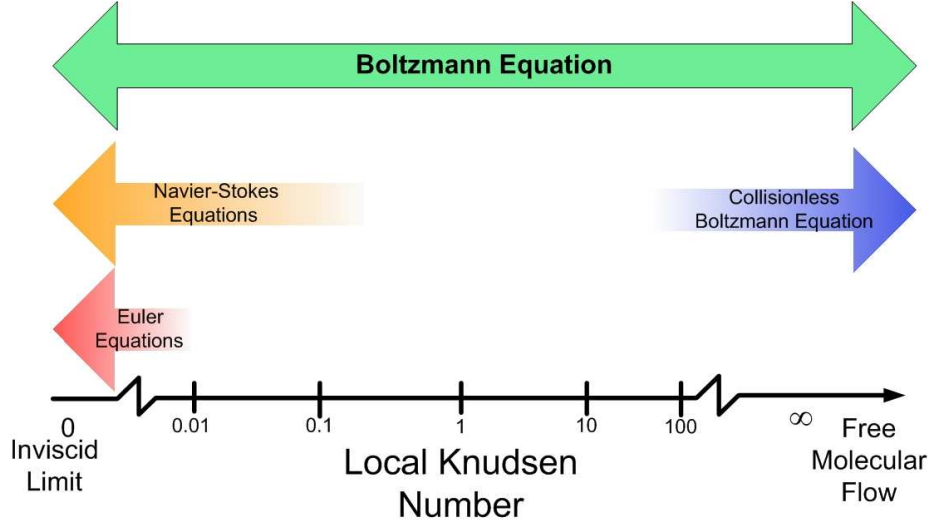 Boltzmann Equation
Navier-Stokes
Equations
Collisionless
Boltzmann Equation
Euler
Equations
0
0.01
0.1
1
10
100
∞
Inviscid
Limit
Local Knudsen
Number
Free
Molecular
Flow